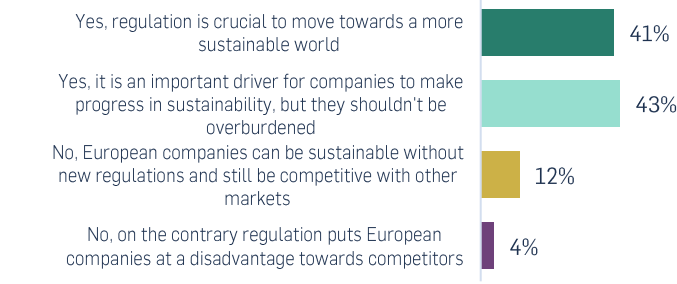 Yes, regulation is crucial to move towards a more
sustainable world
41%
Yes, it is an important driver for companies to make
progress in sustainability, but they shouldn't be
overburdened
43%
No, European companies can be sustainable without
new regulations and still be competitive with other
markets
12%
No, on the contrary regulation puts European
companies at a disadvantage towards competitors
4%